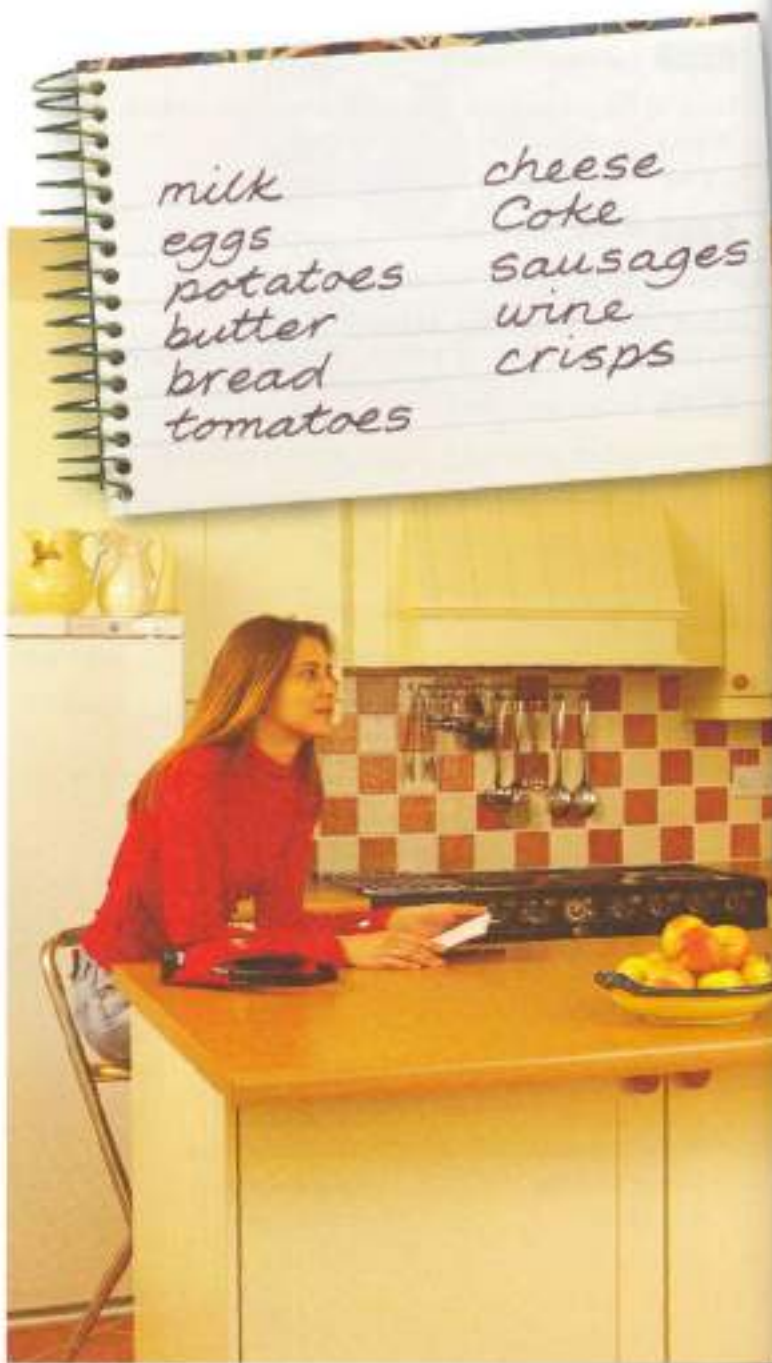 milk
eggs
potatoes
butter
bread
tomatoes
cheese
Coke
sausages
wine
crisps